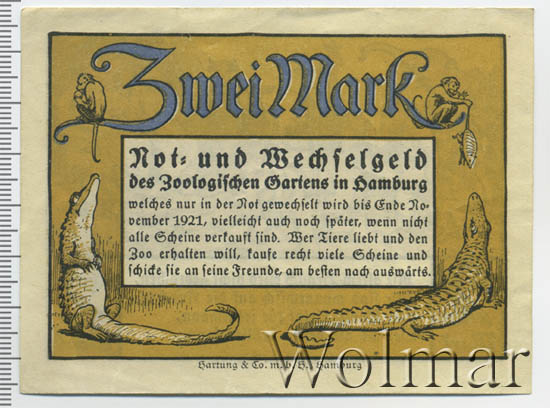 Zwei Mark
Not- und Wechselgeld
des Zoologischen Gartens in Hamburg
welches nur in der Not gewechselt wird bis Ende No-
vember 1921, vielleicht auch noch später, wenn nicht
alle Scheine verkauft sind. Wer Tiere liebt und den
Zoo erhalten will, kaufe recht viele Scheine und
schicke sie an seine Freunde, am besten nach auswärts.
Hartung & Co. m. b. H., Hamburg
Wolmar